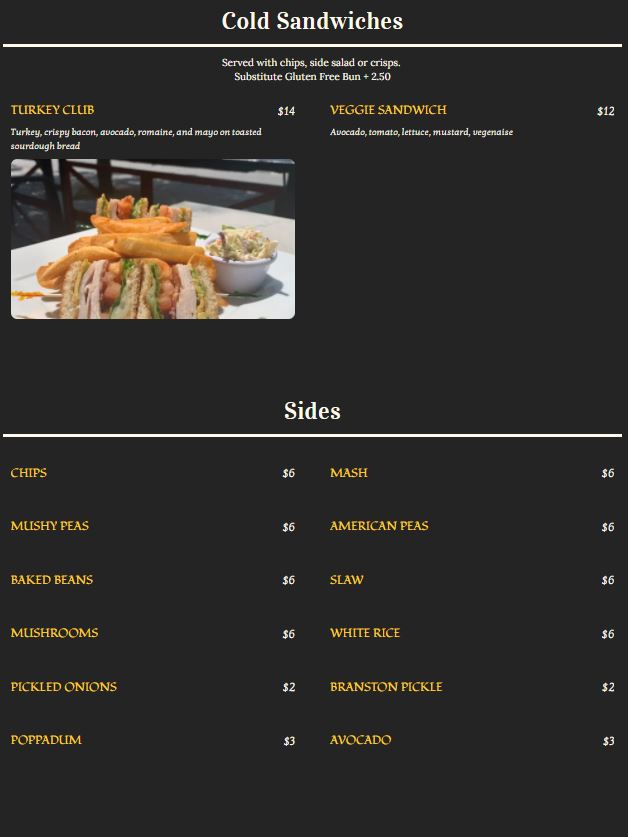 Cold Sandwiches
Served with chips, side salad or crisps.
Substitute Gluten Free Bun + 2.50
TURKEY CLUB $14
Turkey, crispy bacon, avocado, romaine, and mayo on toasted
sourdough bread
VEGGIE SANDWICH $12
Avocado, tomato, lettuce, mustard, vegenaise
Sides
CHIPS $6
MASH $6
MUSHY PEAS $6
AMERICAN PEAS $6
BAKED BEANS $6
SLAW $6
MUSHROOMS $6
WHITE RICE $6
PICKLED ONIONS $2
BRANSTON PICKLE $2
POPPADUM $3
AVOCADO $3